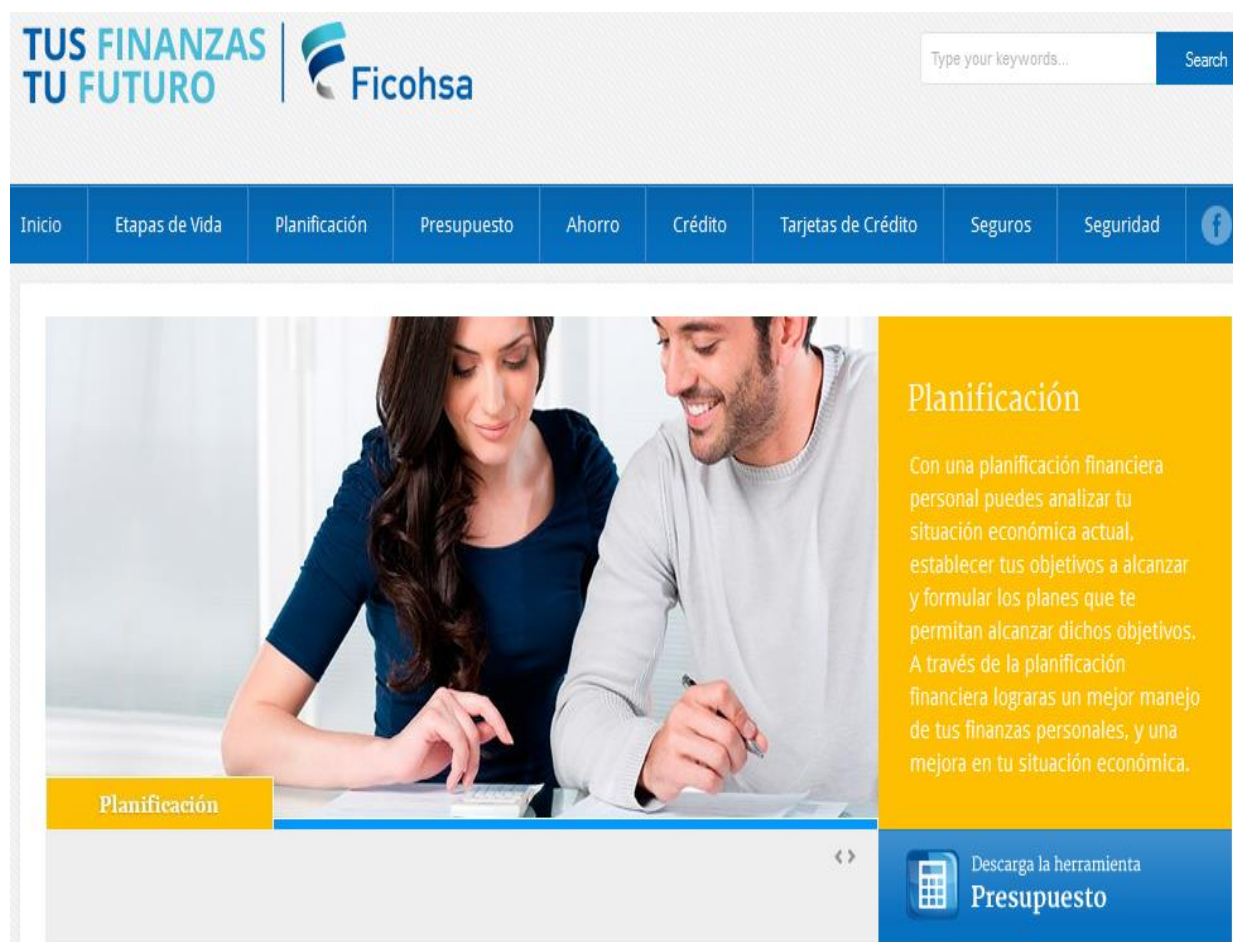 TUS FINANZAS
TU FUTURO
Ficohsa
Type your keywords...
Search
Inicio
Etapas de Vida
Planificación
Presupuesto
Ahorro
Crédito
Tarjetas de Crédito
Seguros
Seguridad
f
Planificación
Con una planificación financiera
personal puedes analizar tu
situación económica actual,
establecer tus objetivos a alcanzar
y formular los planes que te
permitan alcanzar dichos objetivos.
A través de la planificación
financiera lograras un mejor manejo
de tus finanzas personales, y una
mejora en tu situación económica.
Planificación
Descarga la herramienta
Presupuesto